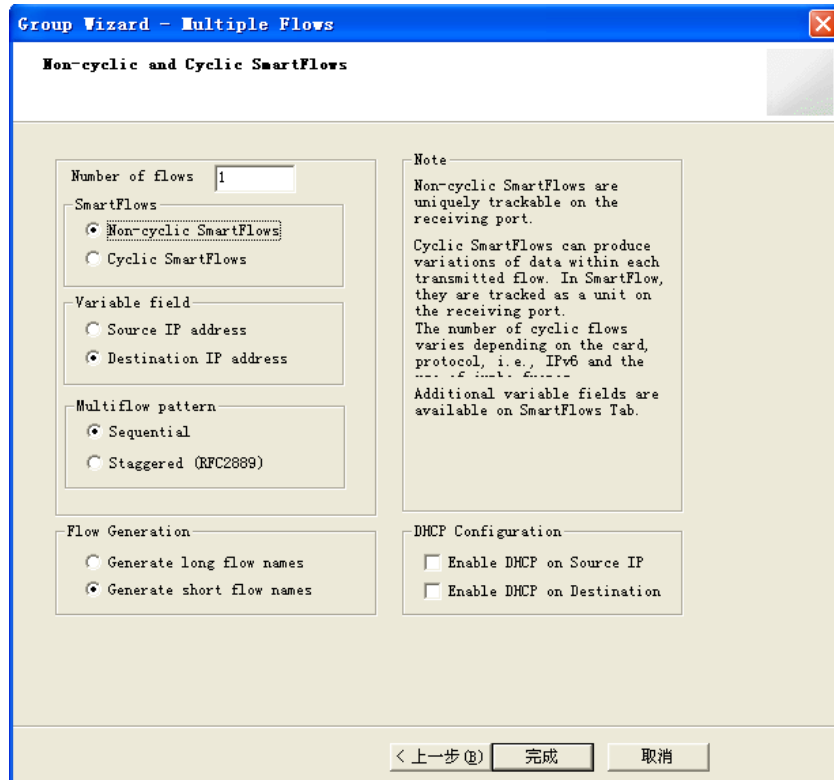 Group Wizard - Multiple Flows
Non-cyclic and Cyclic SmartFlows
Number of flows 1
SmartFlows
Non-cyclic SmartFlows
Cyclic SmartFlows
Variable field
Source IP address
Destination IP address
Multiflow pattern
Sequential
Staggered (RFC2889)
Flow Generation
Generate long flow names
Generate short flow names
Note
Non-cyclic SmartFlows are
uniquely trackable on the
receiving port.
Cyclic SmartFlows can produce
variations of data within each
transmitted flow. In SmartFlow,
they are tracked as a unit on
the receiving port.
The number of cyclic flows
varies depending on the card,
protocol, i.e., IPv6 and the
Additional variable fields are
available on SmartFlows Tab.
DHCP Configuration
Enable DHCP on Source IP
Enable DHCP on Destination
< 上一步(B)
完成
取消